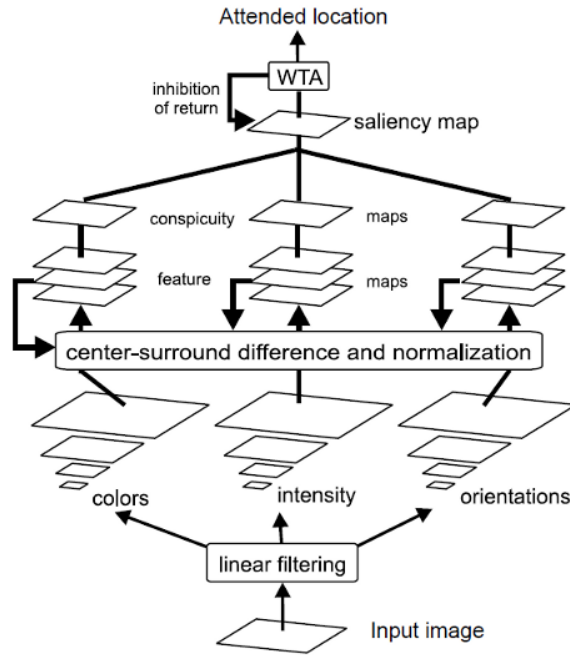 Attended location
WTA
inhibition
of return
saliency map
conspicuity
maps
feature
maps
center-surround difference and normalization
colors
intensity
orientations
linear filtering
Input image